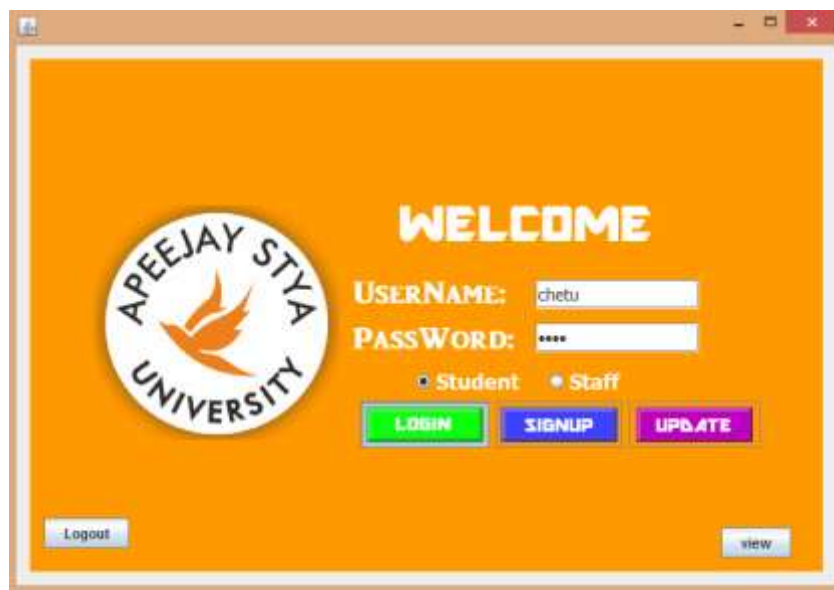 WELCOME
APEEJAY STYA
UNIVERSITY
USERNAME: chetu
PASSWORD: ••••
Student Staff
LOGIN SIGNUP UPDATE
Logout
view